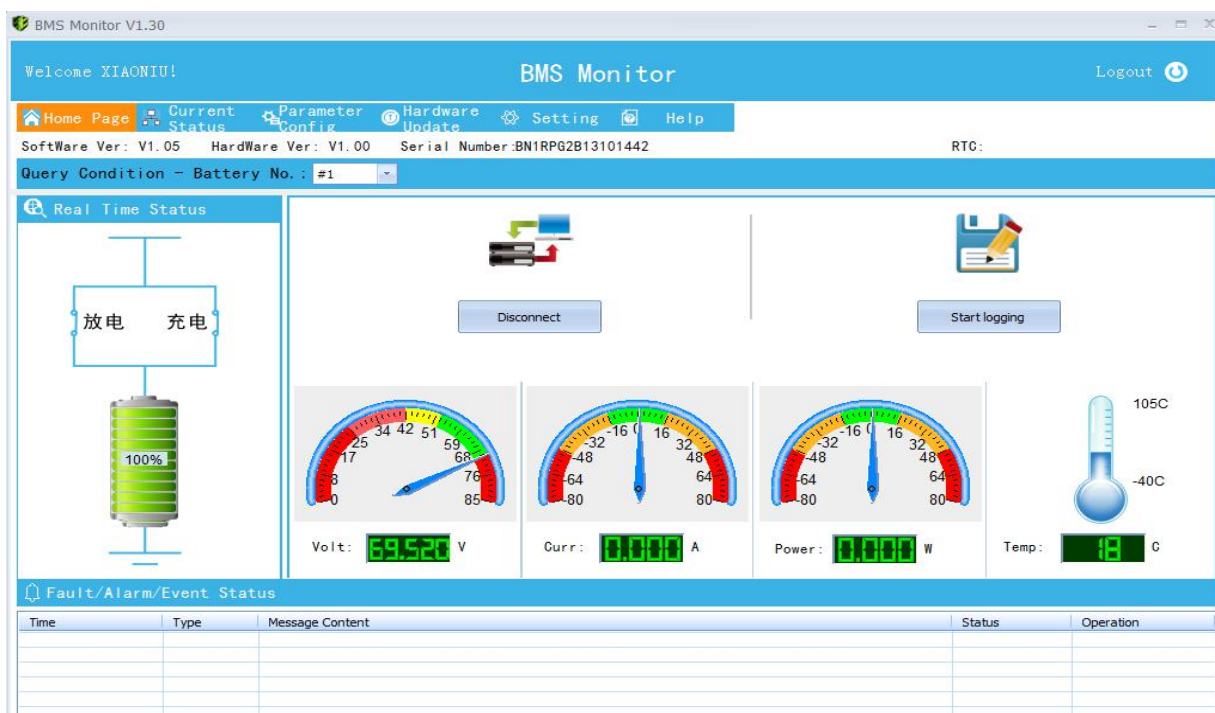 BMS Monitor V1.30
Welcome XIAONIU!
BMS Monitor
Logout
Home Page
Current Status
Parameter Config
Hardware Update
Setting
Help
SoftWare Ver: V1.05 HardWare Ver: V1.00 Serial Number:BN1RPG2B13101442 RTC:
Query Condition - Battery No.: #1
Real Time Status
放电 充电
100%
Disconnect
Start logging
0 8 17 25 34 42 51 59 68 76 85
-80 -64 -48 -32 -16 0 16 32 48 64 80
-80 -64 -48 -32 -16 0 16 32 48 64 80
105C
-40C
Volt: 69.520 V
Curr: 0.000 A
Power: 0.000 W
Temp: 18 C
Fault/Alarm/Event Status
Time Type Message Content Status Operation